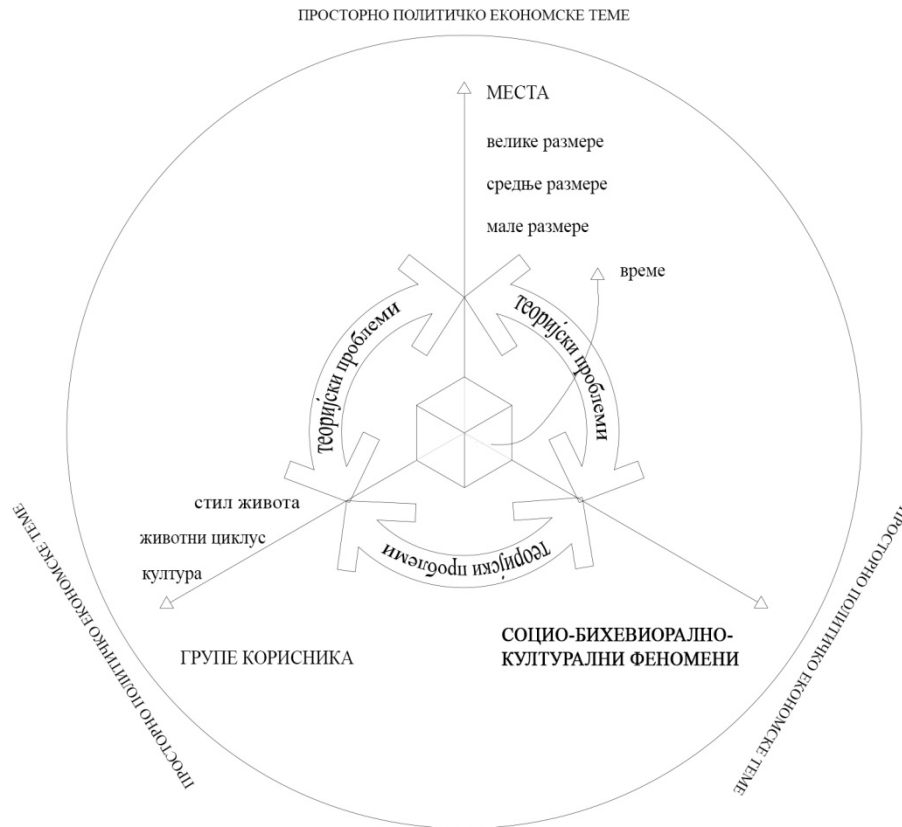 ПРОСТОРНО ПОЛИТИЧКО ЕКОНОМСКЕ ТЕМЕ
МЕСТА
велике размере
средње размере
мале размере
време
теоријски проблеми
теоријски проблеми
стил живота
животни циклус
култура
теоријски проблеми
ГРУПЕ КОРИСНИКА
СОЦИО-БИХЕВИОРАЛНО-
КУЛТУРАЛНИ ФЕНОМЕНИ
ПРОСТОРНО ПОЛИТИЧКО ЕКОНОМСКЕ ТЕМЕ
ПРОСТОРНО ПОЛИТИЧКО ЕКОНОМСКЕ ТЕМЕ